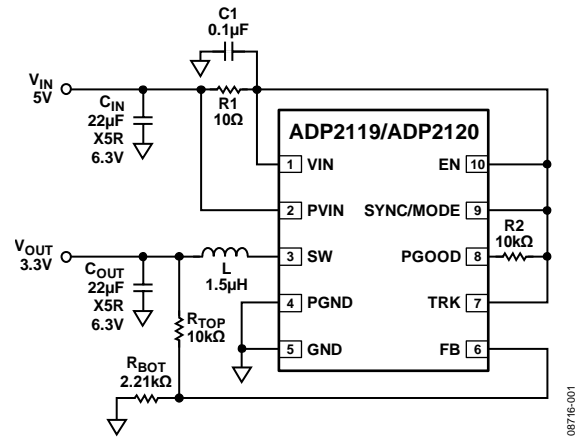 C1
0.1µF
VIN
5V
CIN
22µF
X5R
6.3V
R1
10Ω
ADP2119/ADP2120
1 VIN
EN 10
2 PVIN
SYNC/MODE 9
R2
10kΩ
VOUT
3.3V
COUT
22µF
X5R
6.3V
L
1.5µH
3 SW
PGOOD 8
4 PGND
TRK 7
RTOP
10kΩ
5 GND
FB 6
RBOT
2.21kΩ
08716-001